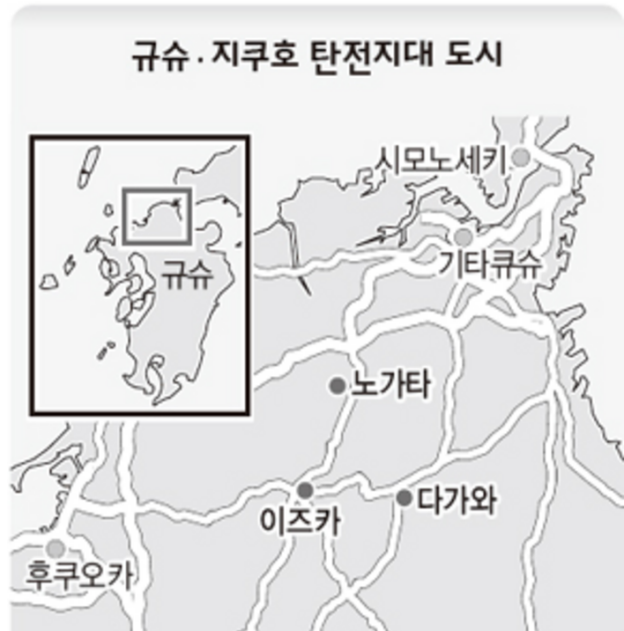 규슈·지쿠호 탄전지대 도시
시모노세키
규슈
기타큐슈
노가타
이즈카
다가와
후쿠오카